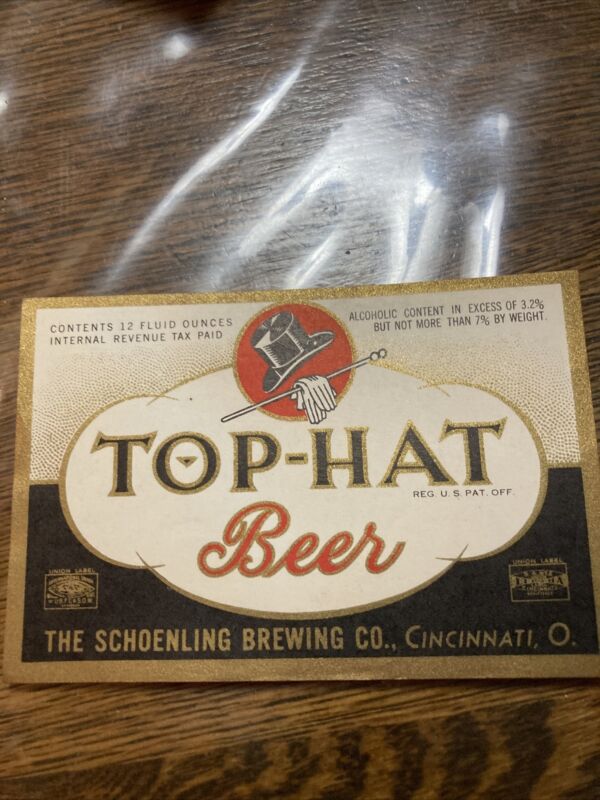 CONTENTS 12 FLUID OUNCES
INTERNAL REVENUE TAX PAID
ALCOHOLIC CONTENT IN EXCESS OF 3.2%
BUT NOT MORE THAN 7% BY WEIGHT.
TOP-HAT
REG. U. S. PAT. OFF.
Beer
UNION LABEL
UNION LABEL
CINCINNATI
THE SCHOENLING BREWING CO., CINCINNATI, O.